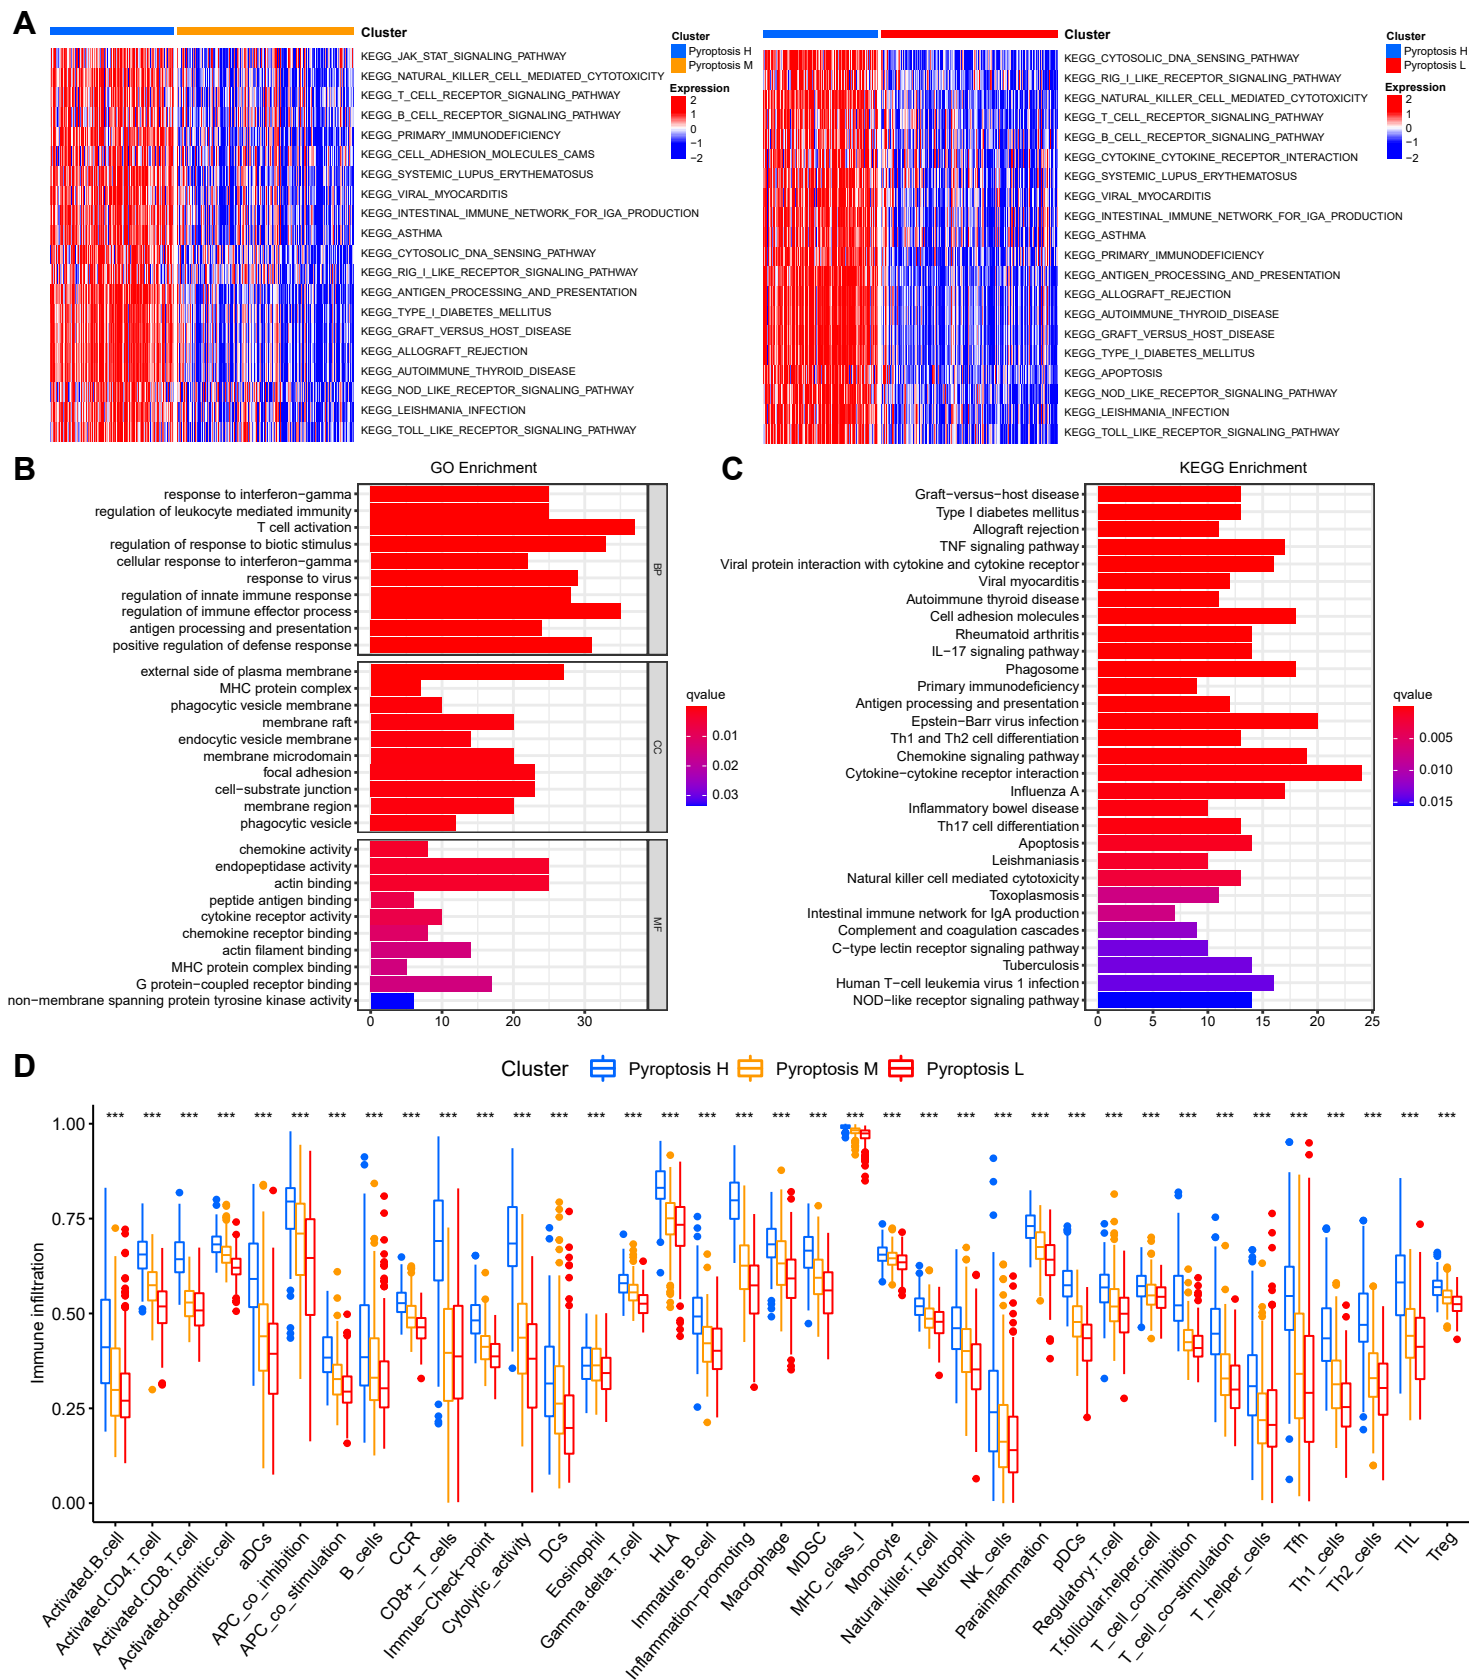 A
Cluster
KEGG_JAK_STAT_SIGNALING_PATHWAY
KEGG_NATURAL_KILLER_CELL_MEDIATED_CYTOTOXICITY
KEGG_T_CELL_RECEPTOR_SIGNALING_PATHWAY
KEGG_B_CELL_RECEPTOR_SIGNALING_PATHWAY
KEGG_PRIMARY_IMMUNODEFICIENCY
KEGG_CELL_ADHESION_MOLECULES_CAMS
KEGG_SYSTEMIC_LUPUS_ERYTHEMATOSUS
KEGG_VIRAL_MYOCARDITIS
KEGG_INTESTINAL_IMMUNE_NETWORK_FOR_IGA_PRODUCTION
KEGG_ASTHMA
KEGG_CYTOSOLIC_DNA_SENSING_PATHWAY
KEGG_RIG_I_LIKE_RECEPTOR_SIGNALING_PATHWAY
KEGG_ANTIGEN_PROCESSING_AND_PRESENTATION
KEGG_TYPE_I_DIABETES_MELLITUS
KEGG_GRAFT_VERSUS_HOST_DISEASE
KEGG_ALLOGRAFT_REJECTION
KEGG_AUTOIMMUNE_THYROID_DISEASE
KEGG_NOD_LIKE_RECEPTOR_SIGNALING_PATHWAY
KEGG_LEISHMANIA_INFECTION
KEGG_TOLL_LIKE_RECEPTOR_SIGNALING_PATHWAY
Cluster
Pyroptosis H
Pyroptosis M
Expression
2
1
0
−1
−2
Cluster
KEGG_CYTOSOLIC_DNA_SENSING_PATHWAY
KEGG_RIG_I_LIKE_RECEPTOR_SIGNALING_PATHWAY
KEGG_NATURAL_KILLER_CELL_MEDIATED_CYTOTOXICITY
KEGG_T_CELL_RECEPTOR_SIGNALING_PATHWAY
KEGG_B_CELL_RECEPTOR_SIGNALING_PATHWAY
KEGG_CYTOKINE_CYTOKINE_RECEPTOR_INTERACTION
KEGG_SYSTEMIC_LUPUS_ERYTHEMATOSUS
KEGG_VIRAL_MYOCARDITIS
KEGG_INTESTINAL_IMMUNE_NETWORK_FOR_IGA_PRODUCTION
KEGG_ASTHMA
KEGG_PRIMARY_IMMUNODEFICIENCY
KEGG_ANTIGEN_PROCESSING_AND_PRESENTATION
KEGG_ALLOGRAFT_REJECTION
KEGG_AUTOIMMUNE_THYROID_DISEASE
KEGG_GRAFT_VERSUS_HOST_DISEASE
KEGG_TYPE_I_DIABETES_MELLITUS
KEGG_APOPTOSIS
KEGG_NOD_LIKE_RECEPTOR_SIGNALING_PATHWAY
KEGG_LEISHMANIA_INFECTION
KEGG_TOLL_LIKE_RECEPTOR_SIGNALING_PATHWAY
Cluster
Pyroptosis H
Pyroptosis L
Expression
2
1
0
−1
−2
B
GO Enrichment
response to interferon−gamma
regulation of leukocyte mediated immunity
T cell activation
regulation of response to biotic stimulus
cellular response to interferon−gamma
response to virus
regulation of innate immune response
regulation of immune effector process
antigen processing and presentation
positive regulation of defense response
BP
external side of plasma membrane
MHC protein complex
phagocytic vesicle membrane
membrane raft
endocytic vesicle membrane
membrane microdomain
focal adhesion
cell−substrate junction
membrane region
phagocytic vesicle
CC
chemokine activity
endopeptidase activity
actin binding
peptide antigen binding
cytokine receptor activity
chemokine receptor binding
actin filament binding
MHC protein complex binding
G protein−coupled receptor binding
non−membrane spanning protein tyrosine kinase activity
MF
0 10 20 30
qvalue
0.01
0.02
0.03
C
KEGG Enrichment
Graft−versus−host disease
Type I diabetes mellitus
Allograft rejection
TNF signaling pathway
Viral protein interaction with cytokine and cytokine receptor
Viral myocarditis
Autoimmune thyroid disease
Cell adhesion molecules
Rheumatoid arthritis
IL−17 signaling pathway
Phagosome
Primary immunodeficiency
Antigen processing and presentation
Epstein−Barr virus infection
Th1 and Th2 cell differentiation
Chemokine signaling pathway
Cytokine−cytokine receptor interaction
Influenza A
Inflammatory bowel disease
Th17 cell differentiation
Apoptosis
Leishmaniasis
Natural killer cell mediated cytotoxicity
Toxoplasmosis
Intestinal immune network for IgA production
Complement and coagulation cascades
C−type lectin receptor signaling pathway
Tuberculosis
Human T−cell leukemia virus 1 infection
NOD−like receptor signaling pathway
0 5 10 15 20 25
qvalue
0.005
0.010
0.015
D
Cluster Pyroptosis H Pyroptosis M Pyroptosis L
*** *** *** *** *** *** *** *** *** *** *** *** *** *** *** *** *** *** *** *** *** *** *** *** *** *** *** *** *** *** *** *** *** *** *** *** ***
Immune infiltration
1.00
0.75
0.50
0.25
0.00
Activated.B.cell
Activated.CD4.T.cell
Activated.CD8.T.cell
Activated.dendritic.cell
aDCs
APC_co_inhibition
APC_co_stimulation
B_cells
CCR
CD8+_T_cells
Immue−Check−point
Cytolytic_activity
DCs
Eosinophil
Gamma.delta.T.cell
HLA
Immature.B.cell
Inflammation−promoting
Macrophage
MDSC
MHC_class_I
Monocyte
Natural.killer.T.cell
Neutrophil
NK_cells
Parainflammation
pDCs
Regulatory.T.cell
T.follicular.helper.cell
T_cell_co−inhibition
T_cell_co−stimulation
T_helper_cells
Tfh
Th1_cells
Th2_cells
TIL
Treg